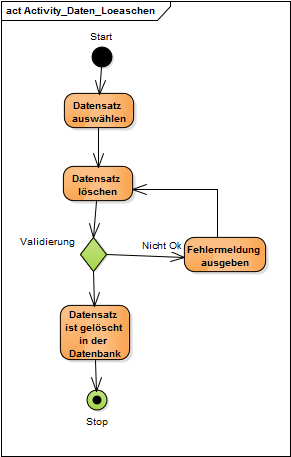 act Activity_Daten_Loeaschen
Start
Datensatz
auswählen
Datensatz
löschen
Validierung
Nicht Ok
Fehlermeldung
ausgeben
Datensatz
ist gelöscht
in der
Datenbank
Stop